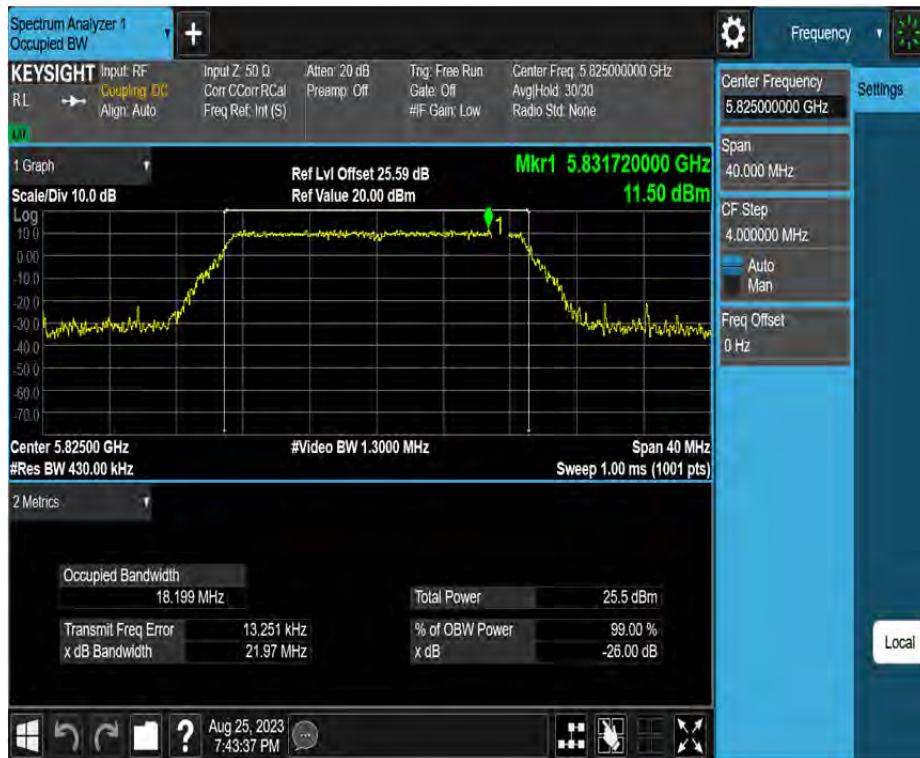 Spectrum Analyzer 1
Occupied BW
Frequency
KEYSIGHT
RL
Input: RF
Coupling: DC
Align: Auto
Input Z: 50 Ω
Corr CCorr RCal
Freq Ref: Int (S)
Atten: 20 dB
Preamp: Off
Trig: Free Run
Gate: Off
#IF Gain: Low
Center Freq: 5.825000000 GHz
Avg|Hold: 30/30
Radio Std: None
Center Frequency
5.825000000 GHz
Settings
Span
40.000 MHz
CF Step
4.000000 MHz
Auto
Man
Freq Offset
0 Hz
1 Graph
Scale/Div 10.0 dB
Ref Lvl Offset 25.59 dB
Ref Value 20.00 dBm
Mkr1 5.831720000 GHz
11.50 dBm
Log
10.0
0.00
-10.0
-20.0
-30.0
-40.0
-50.0
-60.0
-70.0
1
Center 5.82500 GHz
#Video BW 1.3000 MHz
Span 40 MHz
#Res BW 430.00 kHz
Sweep 1.00 ms (1001 pts)
2 Metrics
Occupied Bandwidth
18.199 MHz
Total Power 25.5 dBm
Transmit Freq Error 13.251 kHz
% of OBW Power 99.00 %
x dB Bandwidth 21.97 MHz
x dB -26.00 dB
Local
?
Aug 25, 2023
7:43:37 PM